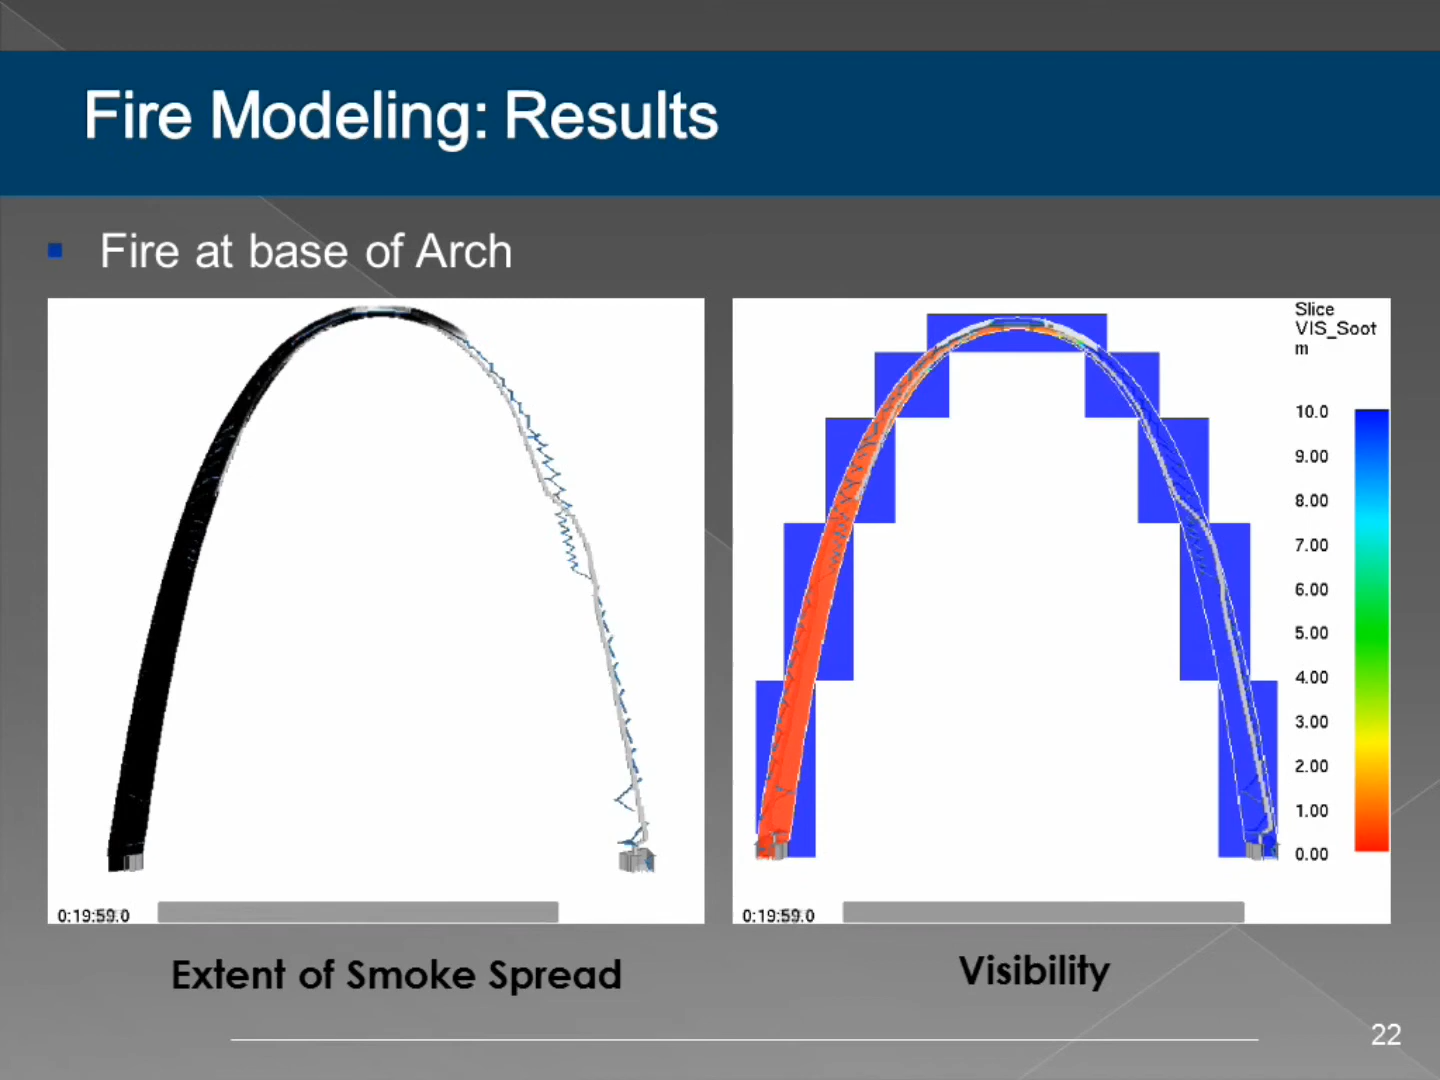 Fire Modeling: Results
Fire at base of Arch
0:19:59.0
Extent of Smoke Spread
Slice
VIS_Soot
m
10.0
9.00
8.00
7.00
6.00
5.00
4.00
3.00
2.00
1.00
0.00
0:19:59.0
Visibility
22